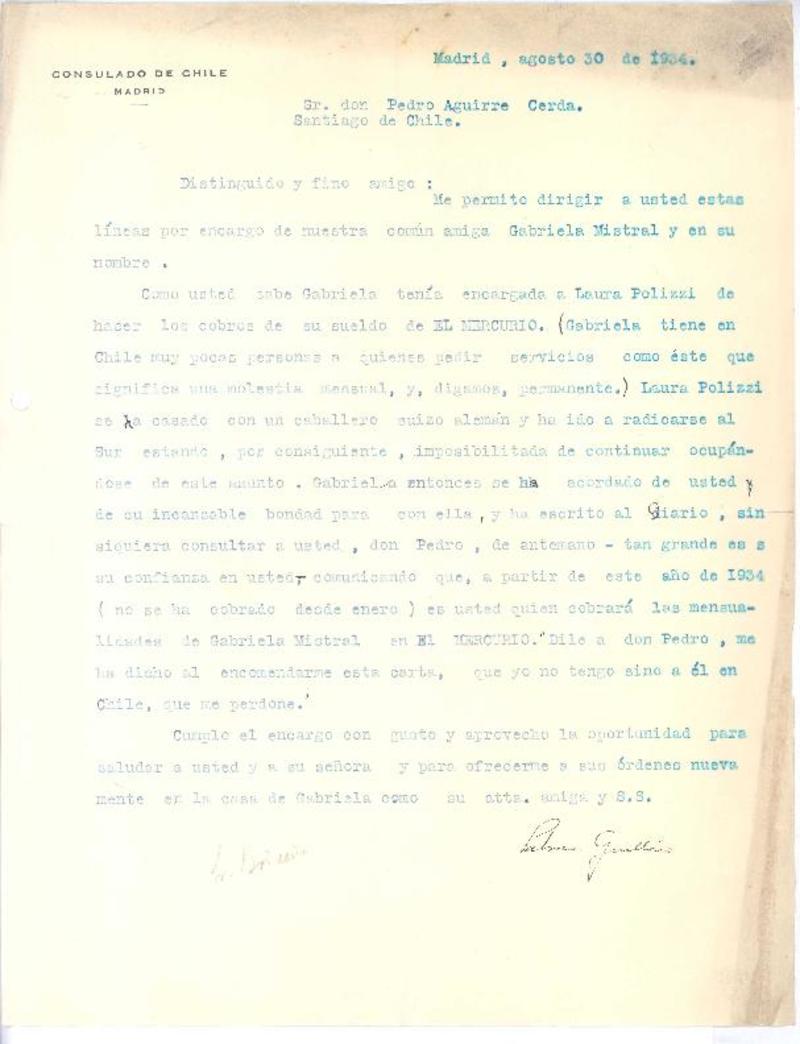 Madrid , agosto 30 de 1934.
CONSULADO DE CHILE
MADRID
Sr. don Pedro Aguirre Cerda.
Santiago de Chile.
Distinguido y fino amigo :
Me permito dirigir a usted estas
líneas por encargo de nuestra común amiga Gabriela Mistral y en su
nombre .
Como usted sabe Gabriela tenía encargada a Laura Polizzi de
hacer los cobros de su sueldo de EL MERCURIO. (Gabriela tiene en
Chile muy pocas personas a quienes pedir servicios como éste que
significa una molestia mensual, y, digamos, permanente.) Laura Polizzi
se ha casado con un caballero suizo alemán y ha ido a radicarse al
Sur estando , por consiguiente , imposibilitada de continuar ocupán-
dose de este asunto . Gabriela entonces se ha acordado de usted y
de su incansable bondad para con ella, y ha escrito al Diario , sin
siquiera consultar a usted , don Pedro , de antemano - tan grande es s
su confianza en usted- comunicando que, a partir de este año de 1934
( no se ha cobrado desde enero ) es usted quien cobrará las mensua-
lidades de Gabriela Mistral en El MERCURIO." Dile a don Pedro , me
ha dicho al encomendarme esta carta, que yo no tengo sino a él en
Chile, que me perdone."
Cumplo el encargo con gusto y aprovecho la oportunidad para
saludar a usted y a su señora y para ofrecerme a sus órdenes nueva
mente en la casa de Gabriela como su atta. amiga y S.S.
Palma Guillén